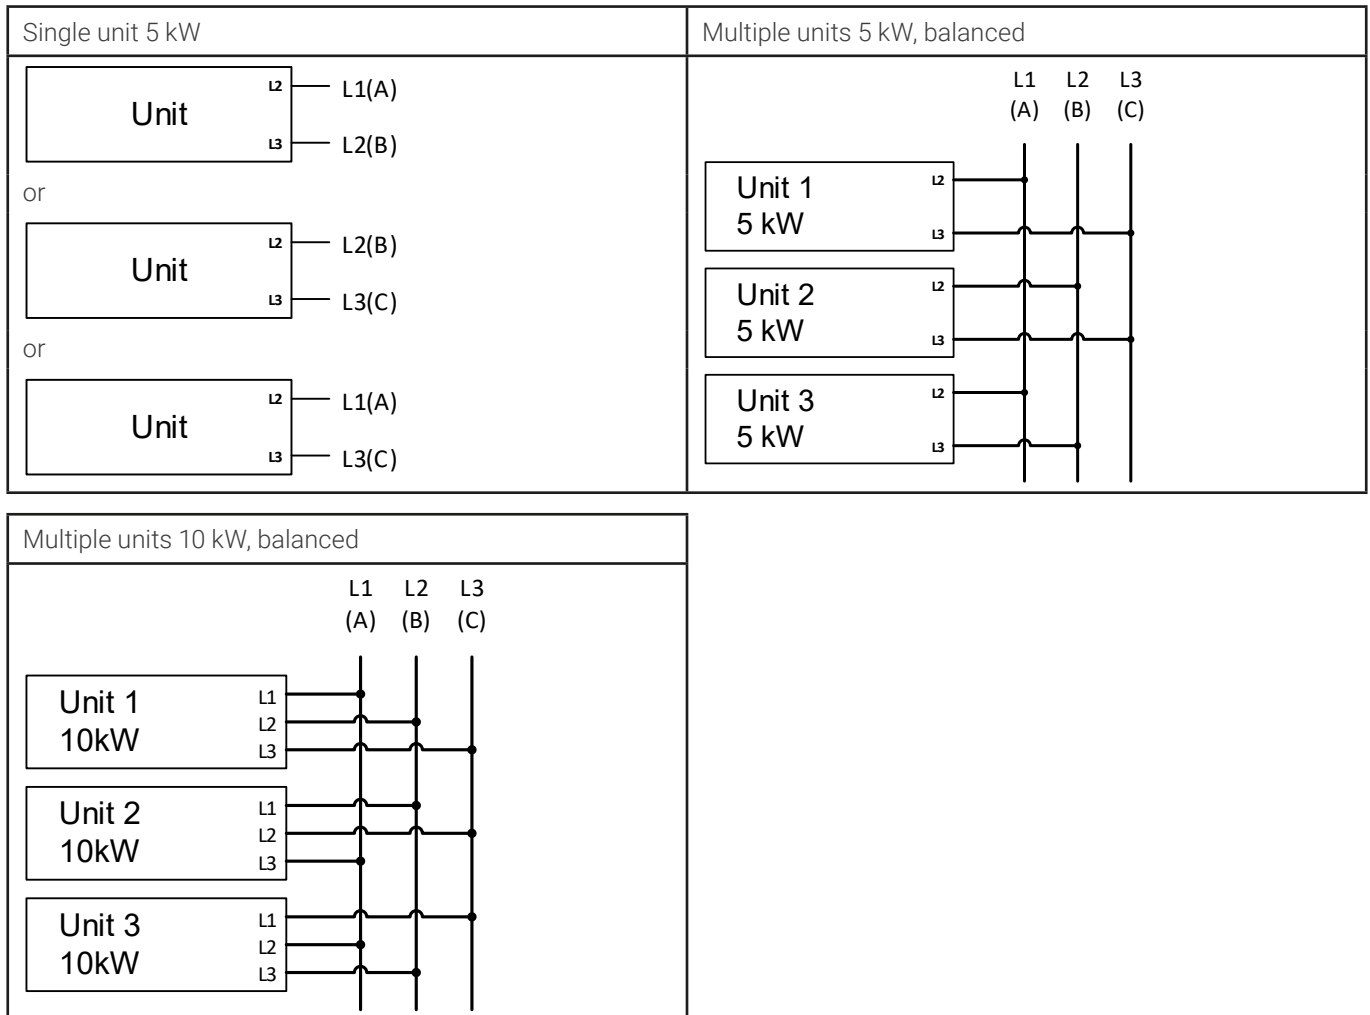 Single unit 5 kW
Unit
L2
L1(A)
L3
L2(B)
or
Unit
L2
L2(B)
L3
L3(C)
or
Unit
L2
L1(A)
L3
L3(C)
Multiple units 5 kW, balanced
L1 L2 L3
(A) (B) (C)
Unit 1
5 kW
L2
L3
Unit 2
5 kW
L2
L3
Unit 3
5 kW
L2
L3
Multiple units 10 kW, balanced
L1 L2 L3
(A) (B) (C)
Unit 1
10kW
L1
L2
L3
Unit 2
10kW
L1
L2
L3
Unit 3
10kW
L1
L2
L3